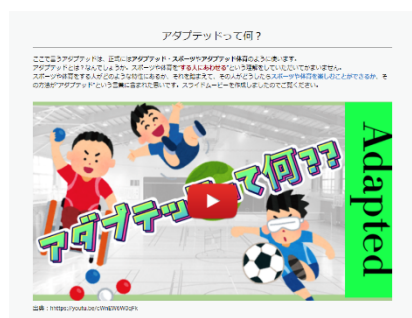 アダプテッドって何？
ここで言うアダプテッドは、正式にはアダプテッド・スポーツやアダプテッド体育のように使います。
アダプテッドとは？なんでしょうか。スポーツや体育を"する人にあわせる"という理解をしていただいてかまいません。
スポーツや体育をする人がどのような特性にあるか、それを踏まえて、その人がどうしたらスポーツや体育を楽しむことができるか、そ
の方法が"アダプテッド"という言葉に含まれた思いです。スライドムービーを作成しましたのでご覧ください。
アダプテッドって何??
Adapted
出典：https://youtu.be/